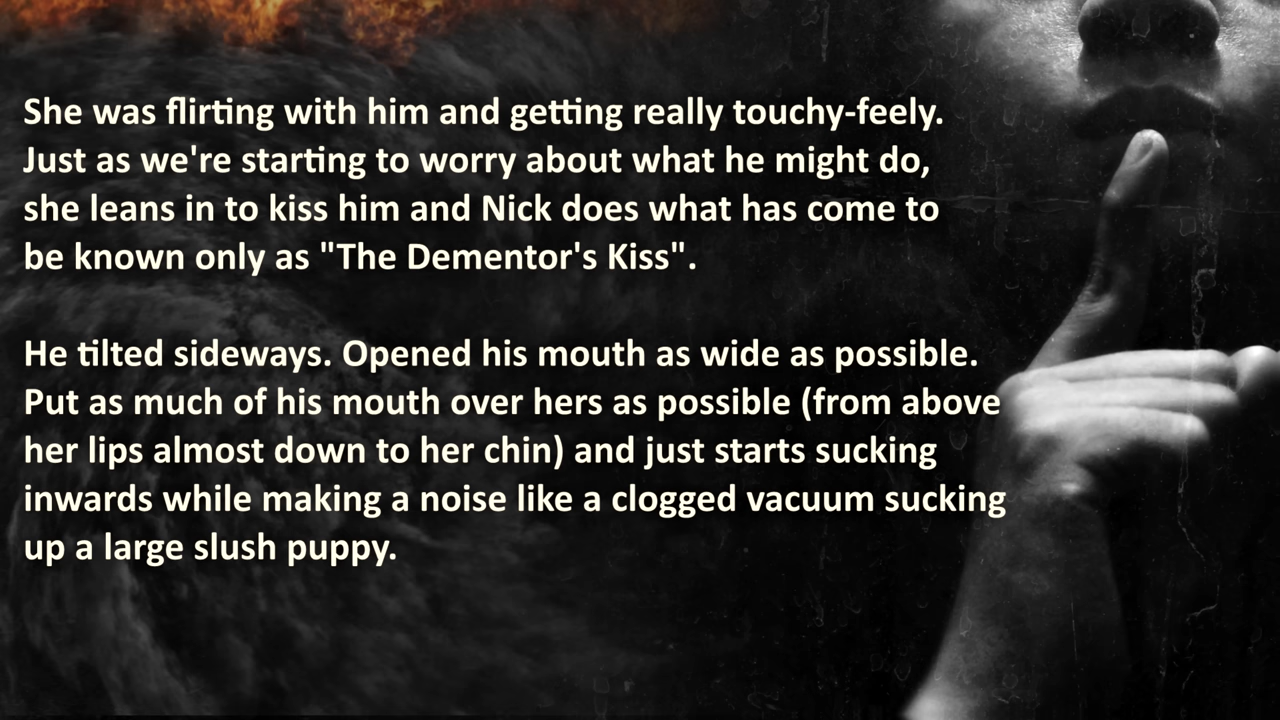 She was flirting with him and getting really touchy-feely.
Just as we're starting to worry about what he might do,
she leans in to kiss him and Nick does what has come to
be known only as "The Dementor's Kiss".
He tilted sideways. Opened his mouth as wide as possible.
Put as much of his mouth over hers as possible (from above
her lips almost down to her chin) and just starts sucking
inwards while making a noise like a clogged vacuum sucking
up a large slush puppy.